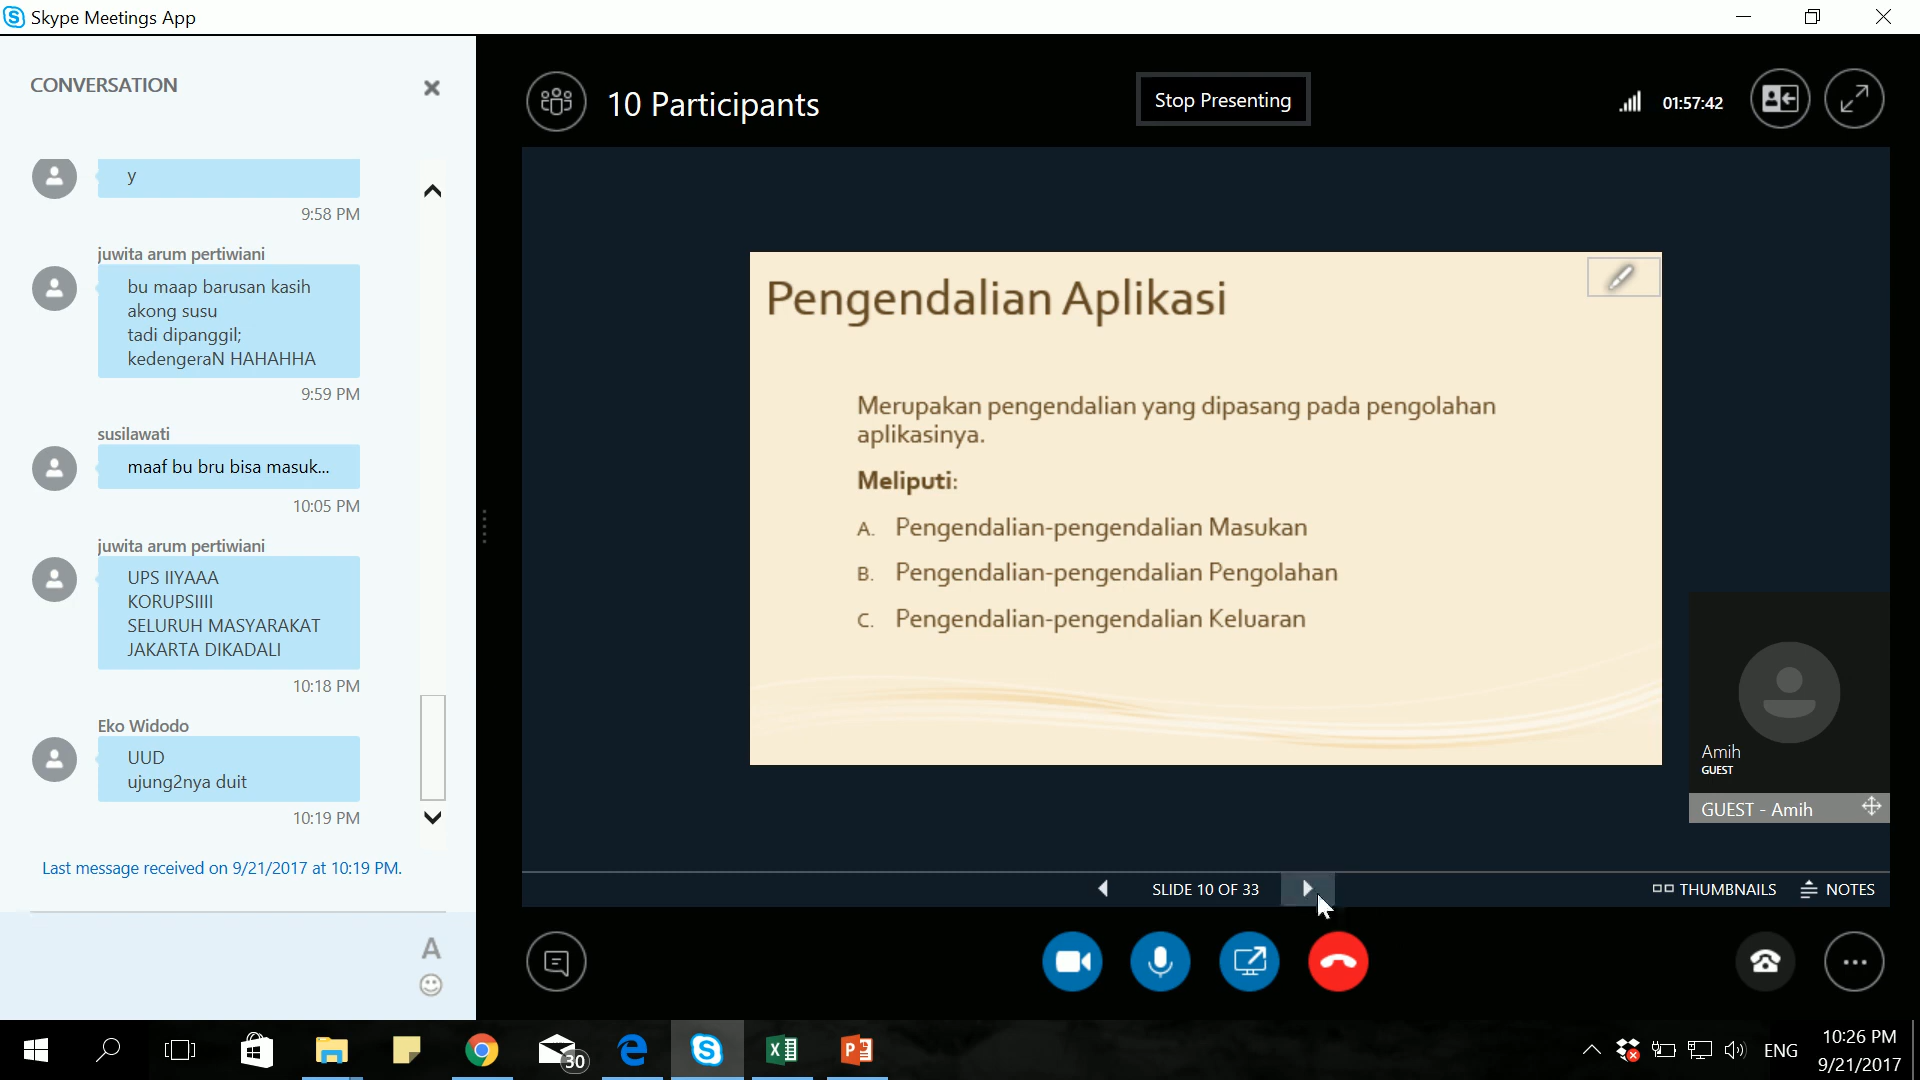 Skype Meetings App
CONVERSATION
y
9:58 PM
juwita arum pertiwiani
bu maap barusan kasih
akong susu
tadi dipanggil;
kedengeraN HAHAHHA
9:59 PM
susilawati
maaf bu bru bisa masuk...
10:05 PM
juwita arum pertiwiani
UPS IIYAAA
KORUPSIIII
SELURUH MASYARAKAT
JAKARTA DIKADALI
10:18 PM
Eko Widodo
UUD
ujung2nya duit
10:19 PM
Last message received on 9/21/2017 at 10:19 PM.
A
10 Participants
Stop Presenting
01:57:42
Pengendalian Aplikasi
Merupakan pengendalian yang dipasang pada pengolahan
aplikasinya.
Meliputi:
A. Pengendalian-pengendalian Masukan
B. Pengendalian-pengendalian Pengolahan
C. Pengendalian-pengendalian Keluaran
Amih
GUEST
GUEST - Amih
SLIDE 10 OF 33
THUMBNAILS
NOTES
30
ENG
10:26 PM
9/21/2017